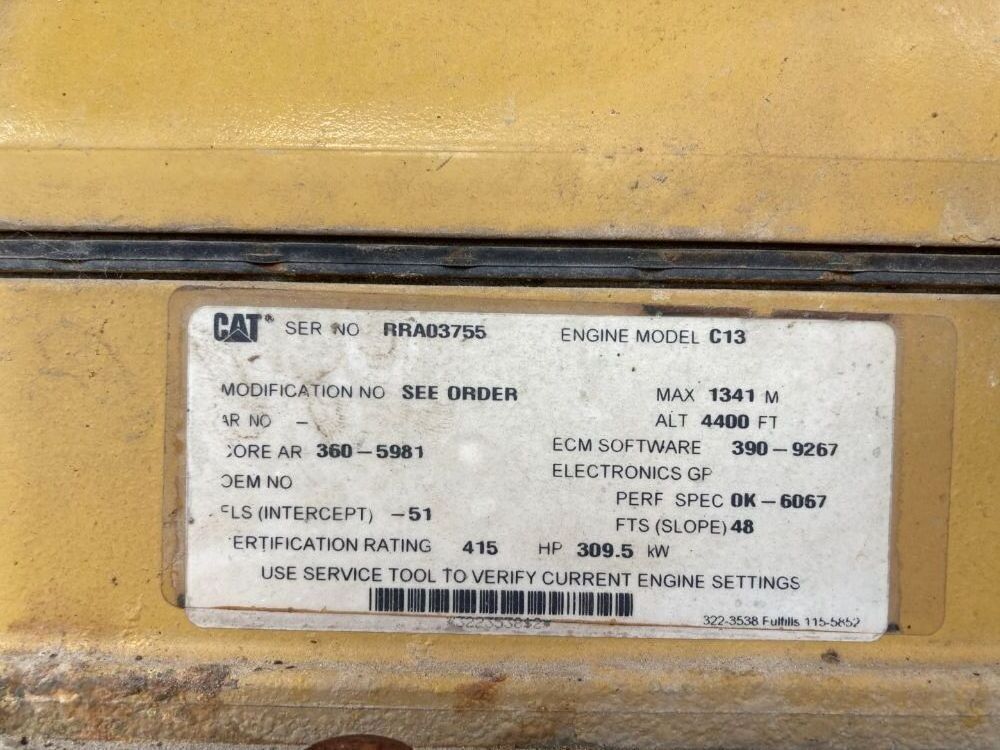 CAT® SER NO RRA03755 ENGINE MODEL C13
MODIFICATION NO SEE ORDER MAX 1341 M
AR NO – ALT 4400 FT
CORE AR 360-5981 ECM SOFTWARE 390-9267
OEM NO ELECTRONICS GP
FLS (INTERCEPT) -51 PERF SPEC 0K-6067
FTS (SLOPE) 48
ERTIFICATION RATING 415 HP 309.5 kW
USE SERVICE TOOL TO VERIFY CURRENT ENGINE SETTINGS
322-3538 Fulfills 115-5852